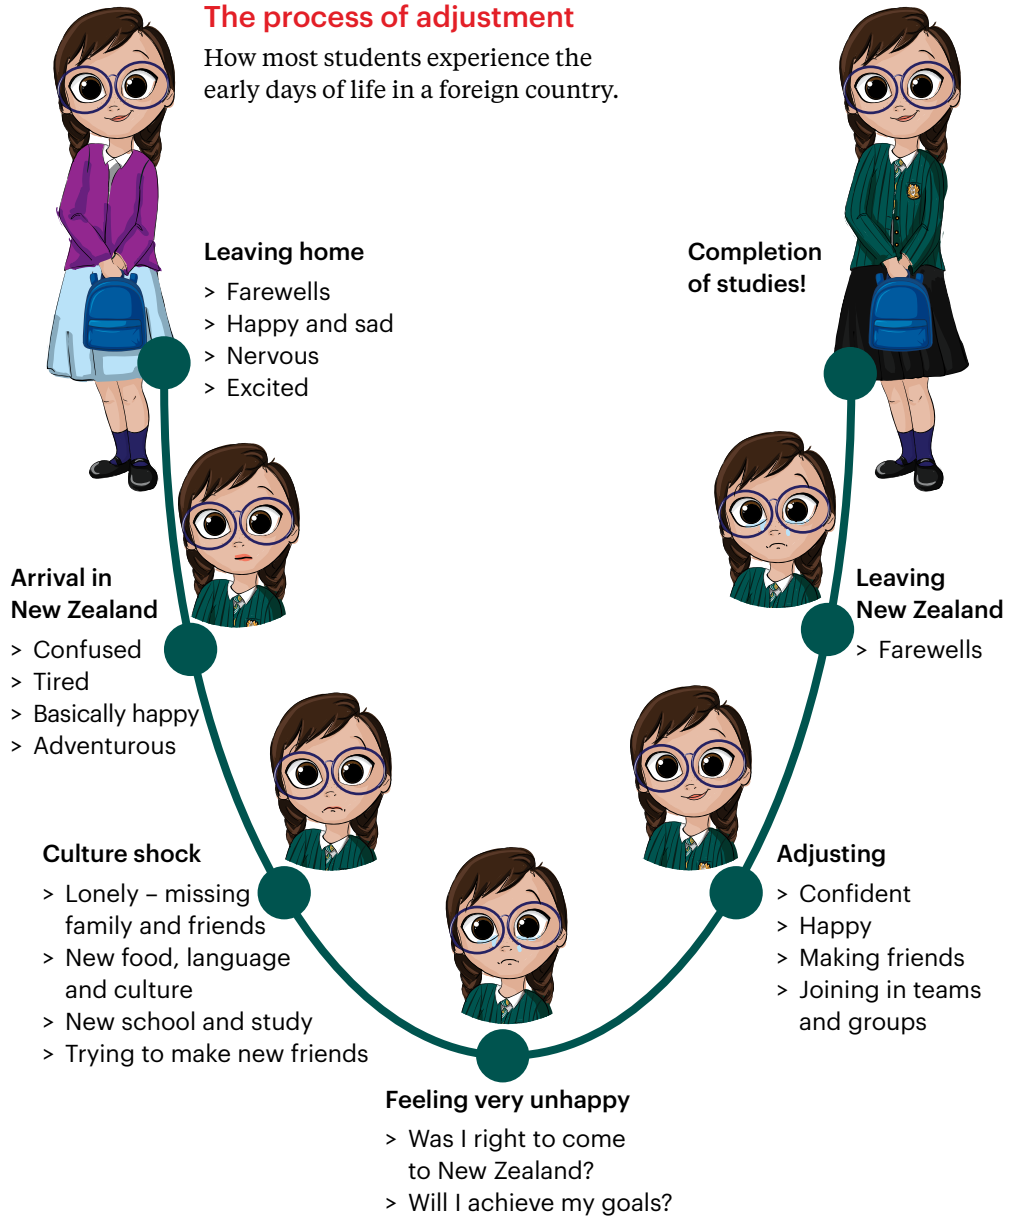 The process of adjustment
How most students experience the
early days of life in a foreign country.
Leaving home
> Farewells
> Happy and sad
> Nervous
> Excited
Arrival in
New Zealand
> Confused
> Tired
> Basically happy
> Adventurous
Culture shock
> Lonely – missing
family and friends
> New food, language
and culture
> New school and study
> Trying to make new friends
Feeling very unhappy
> Was I right to come
to New Zealand?
> Will I achieve my goals?
Adjusting
> Confident
> Happy
> Making friends
> Joining in teams
and groups
Leaving
New Zealand
> Farewells
Completion
of studies!